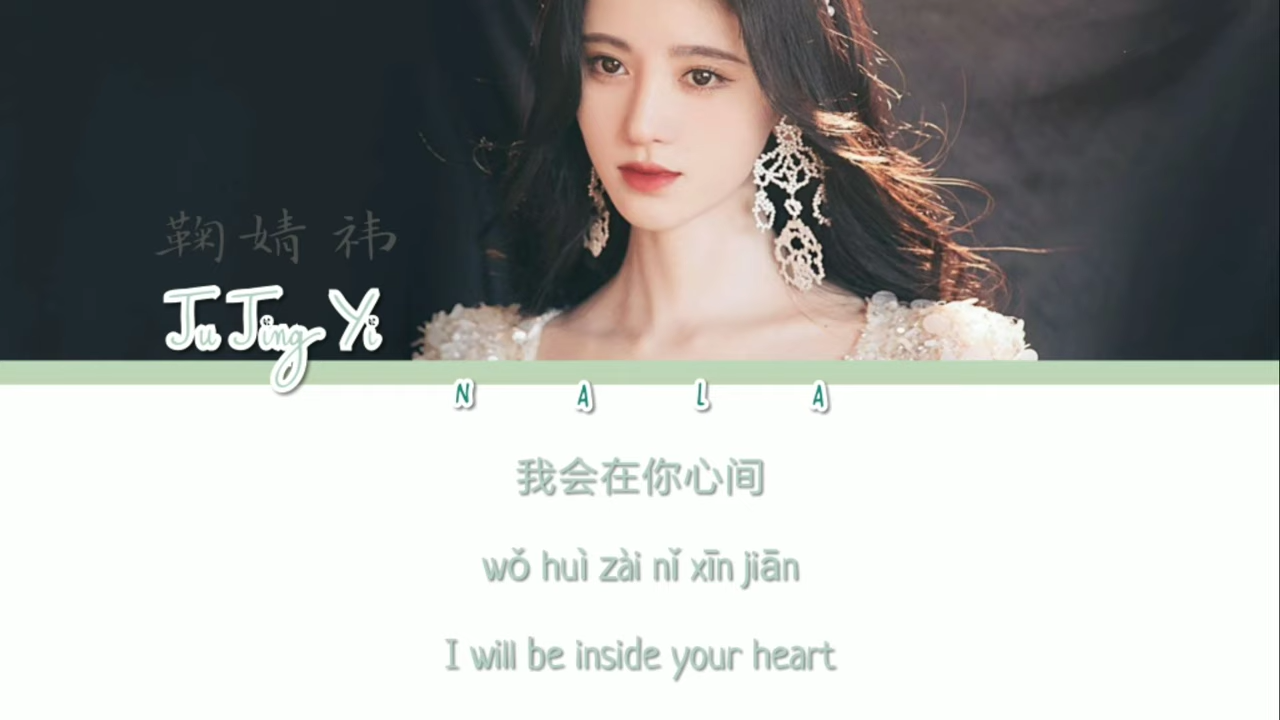 鞠婧祎
Ju Jing Yi
N A L A
我会在你心间
wǒ huì zài nǐ xīn jiān
I will be inside your heart